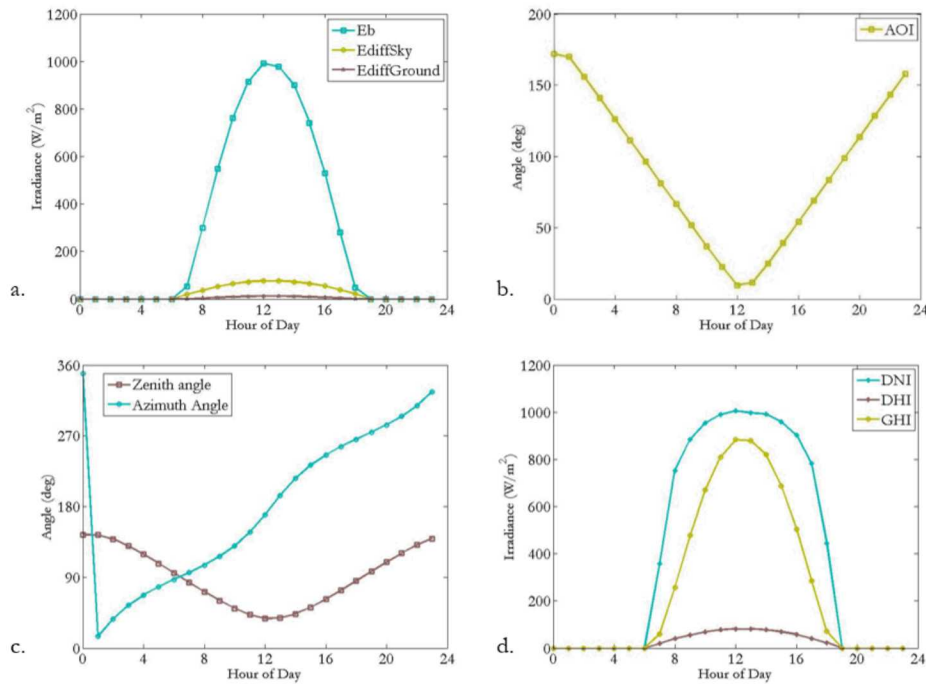 1200
1000
800
600
400
200
0
Irradiance (W/m²)
0 4 8 12 16 20 24
Hour of Day
Eb
EdiffSky
EdiffGround
a.
200
150
100
50
0
Angle (deg)
0 4 8 12 16 20 24
Hour of Day
AOI
b.
360
270
180
90
0
Angle (deg)
0 4 8 12 16 20 24
Hour of Day
Zenith angle
Azimuth Angle
c.
1200
1000
800
600
400
200
0
Irradiance (W/m²)
0 4 8 12 16 20 24
Hour of Day
DNI
DHI
GHI
d.